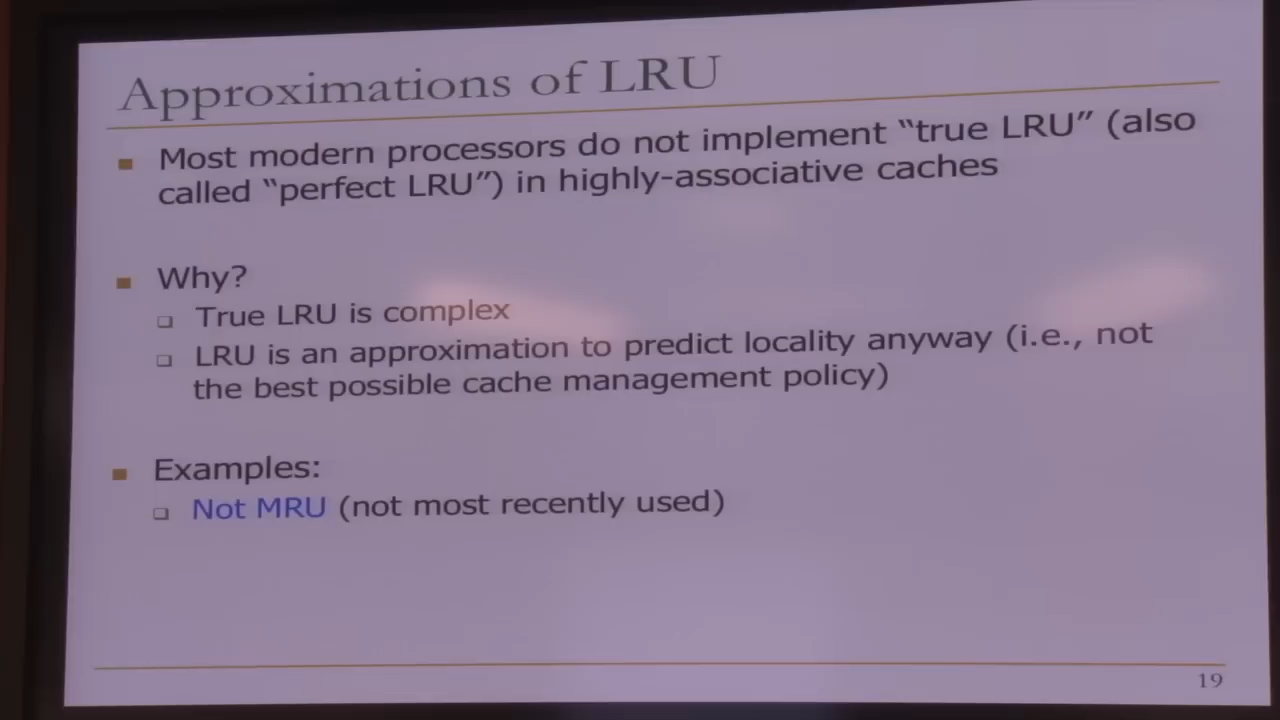 Approximations of LRU
Most modern processors do not implement “true LRU” (also
called “perfect LRU”) in highly-associative caches
Why?
True LRU is complex
LRU is an approximation to predict locality anyway (i.e., not
the best possible cache management policy)
Examples:
Not MRU (not most recently used)
19